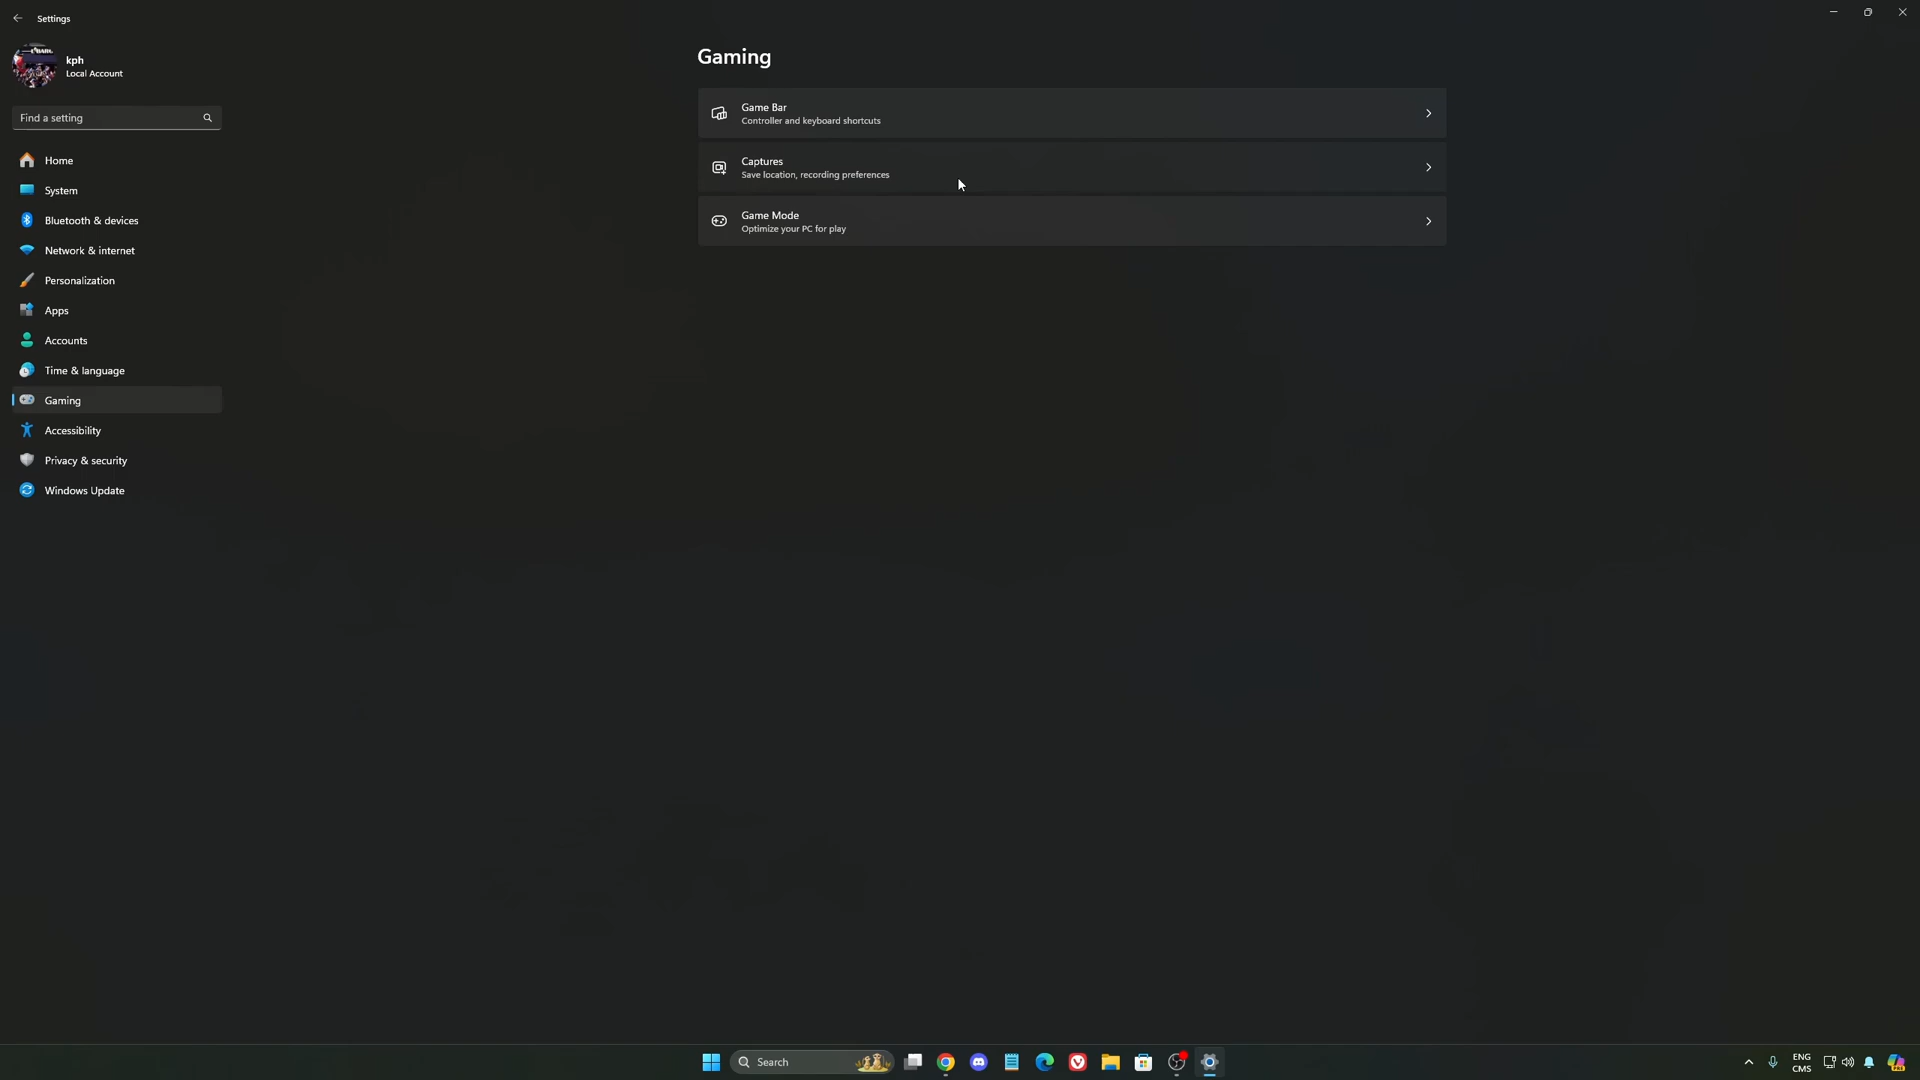 Settings
kph
Local Account
Find a setting
Home
System
Bluetooth & devices
Network & internet
Personalization
Apps
Accounts
Time & language
Gaming
Accessibility
Privacy & security
Windows Update
Gaming
Game Bar
Controller and keyboard shortcuts
Captures
Save location, recording preferences
Game Mode
Optimize your PC for play
Search
ENG
CMS